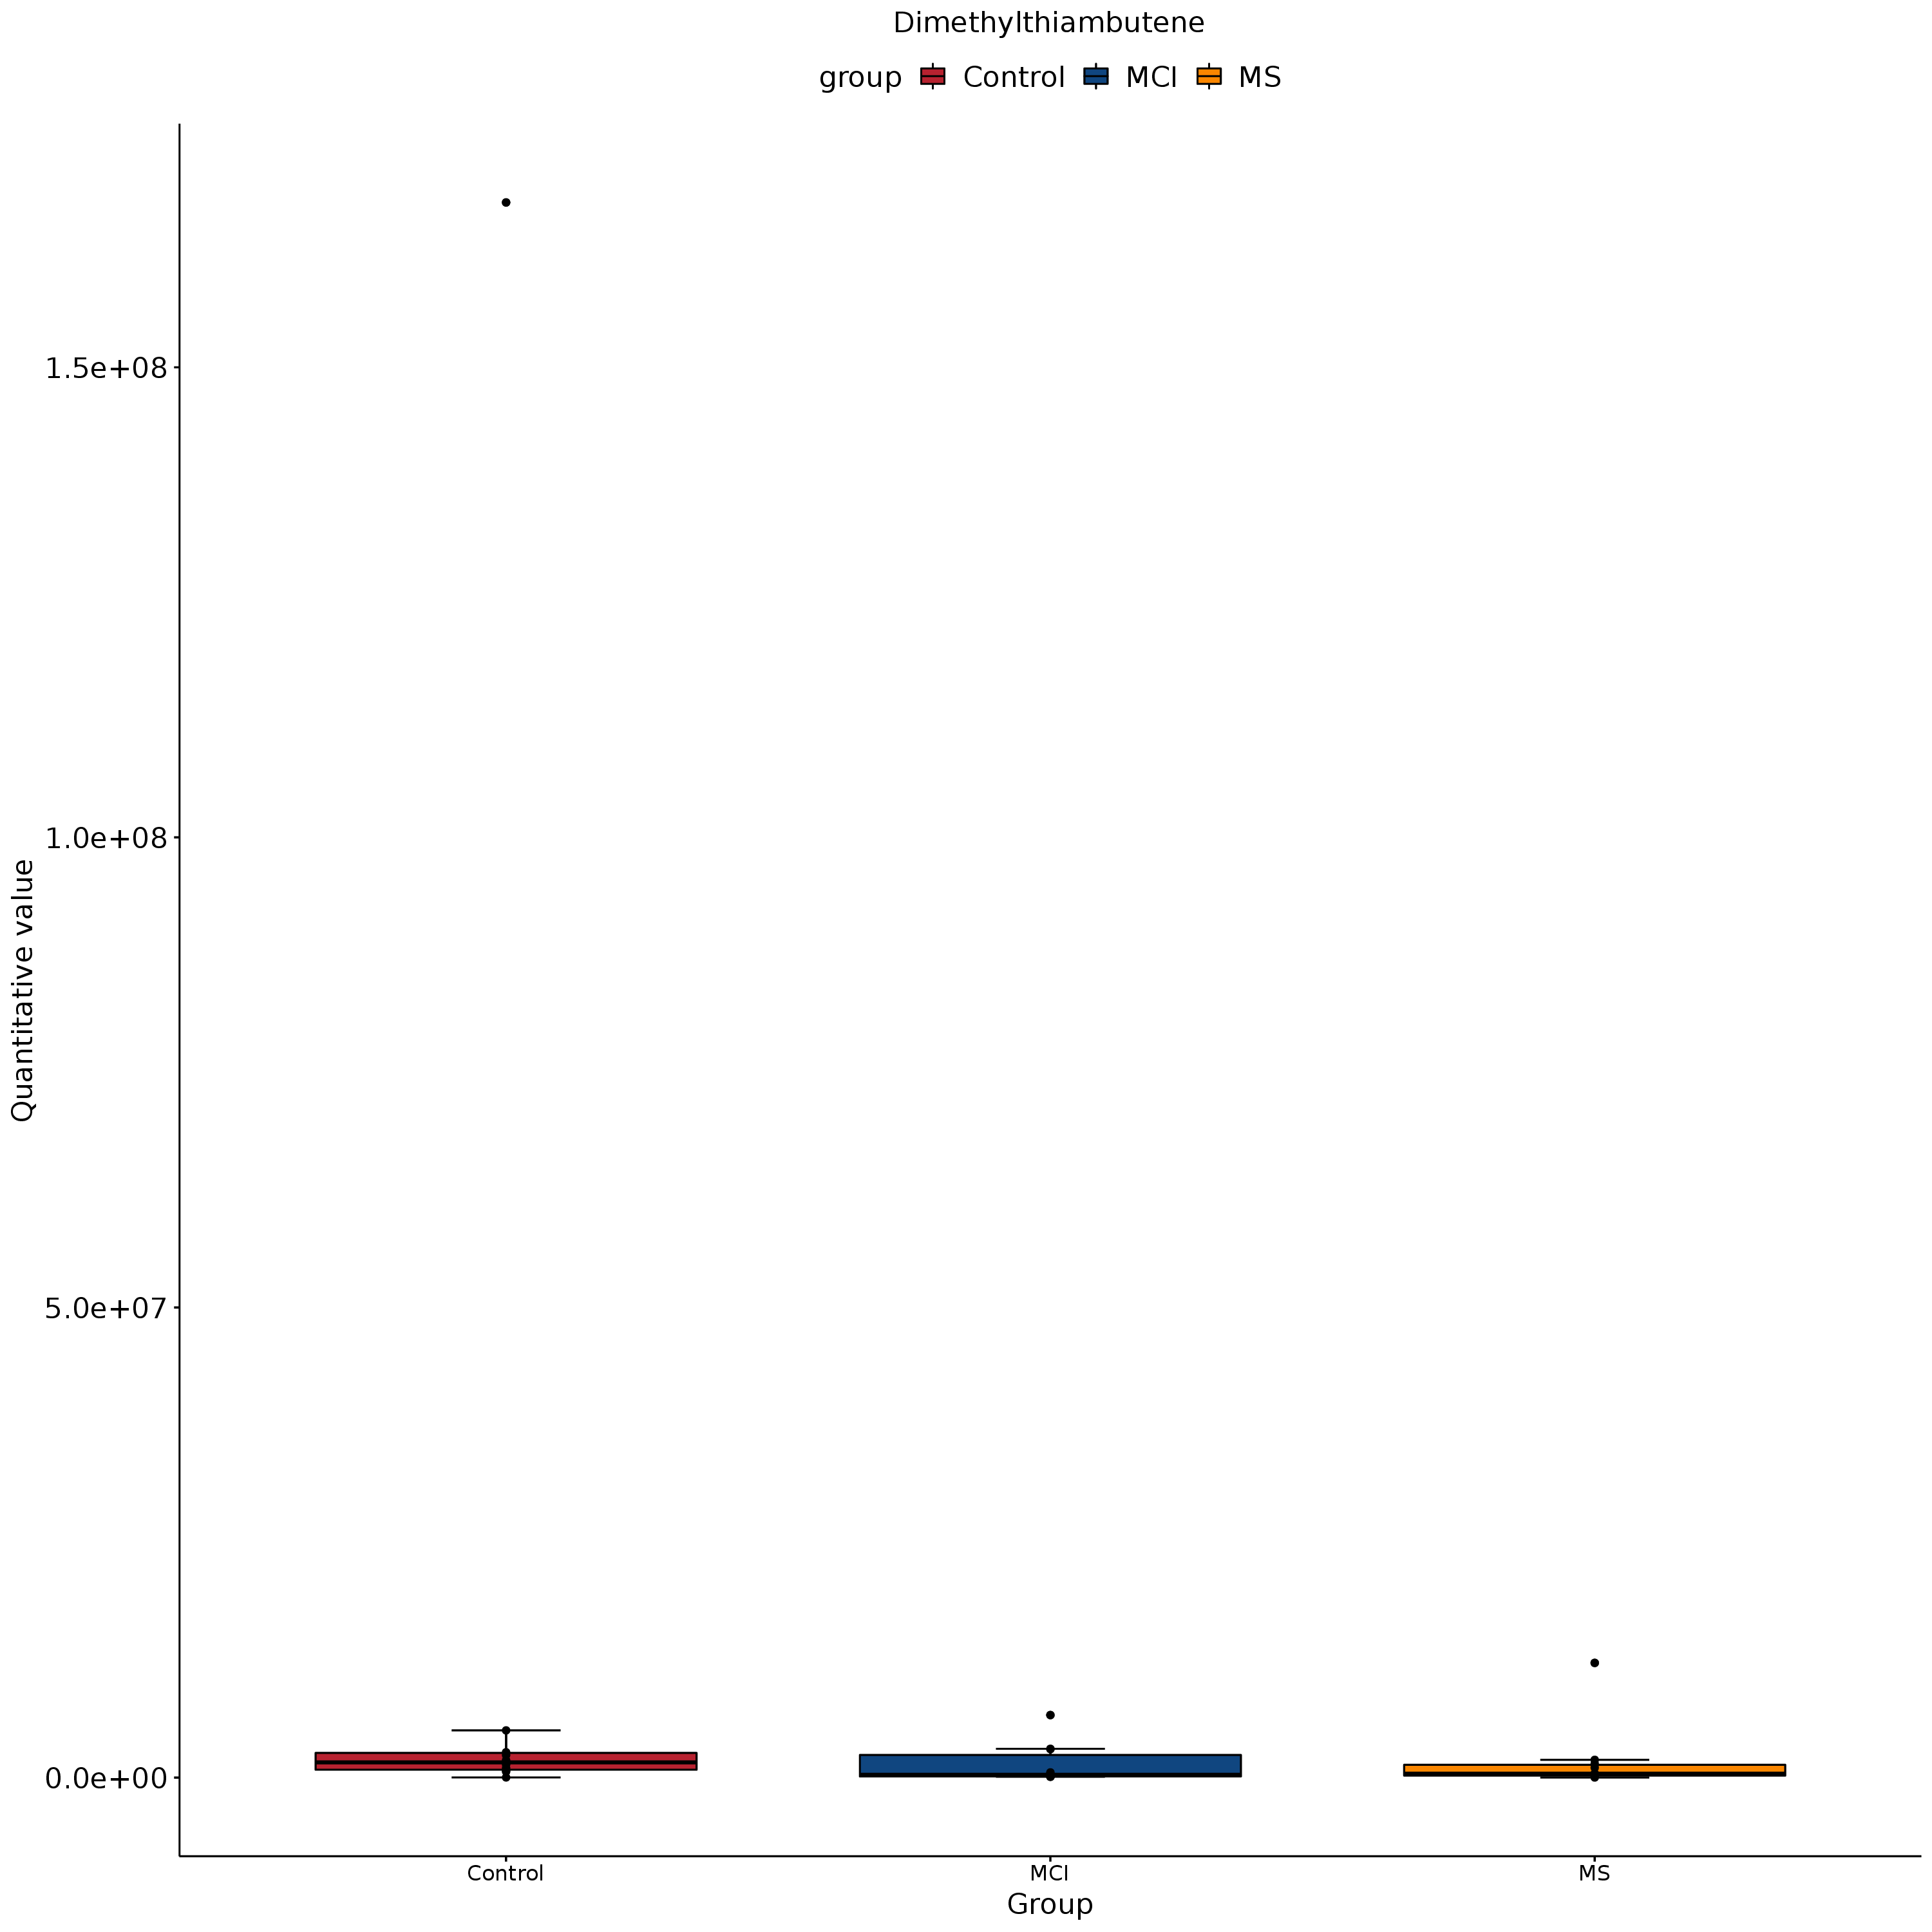 Dimethylthiambutene
group Control MCI MS
Quantitative value
1.5e+08
1.0e+08
5.0e+07
0.0e+00
Control MCI MS
Group